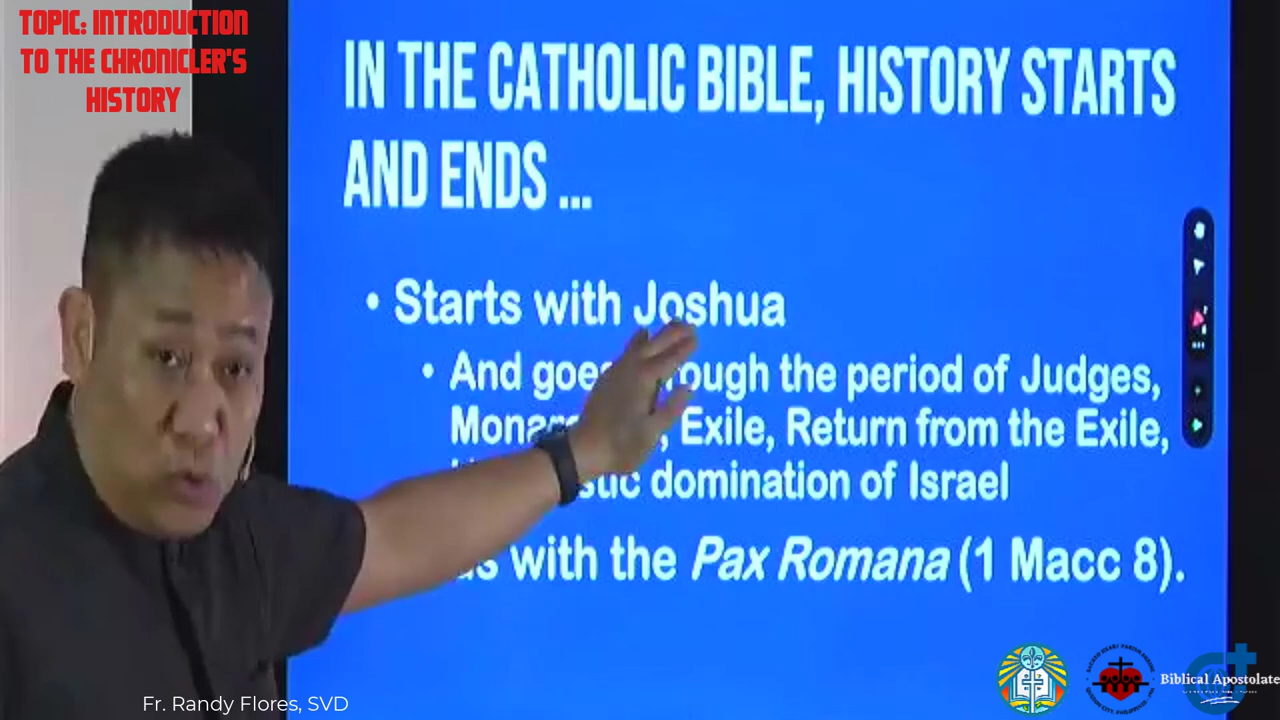 TOPIC: INTRODUCTION
TO THE CHRONICLER'S
HISTORY
IN THE CATHOLIC BIBLE, HISTORY STARTS
AND ENDS ...
• Starts with Joshua
• And goes through the period of Judges,
Exile, Return from the Exile,
domination of Israel
with the Pax Romana (1 Macc 8).
Fr. Randy Flores, SVD
Biblical Apostolate